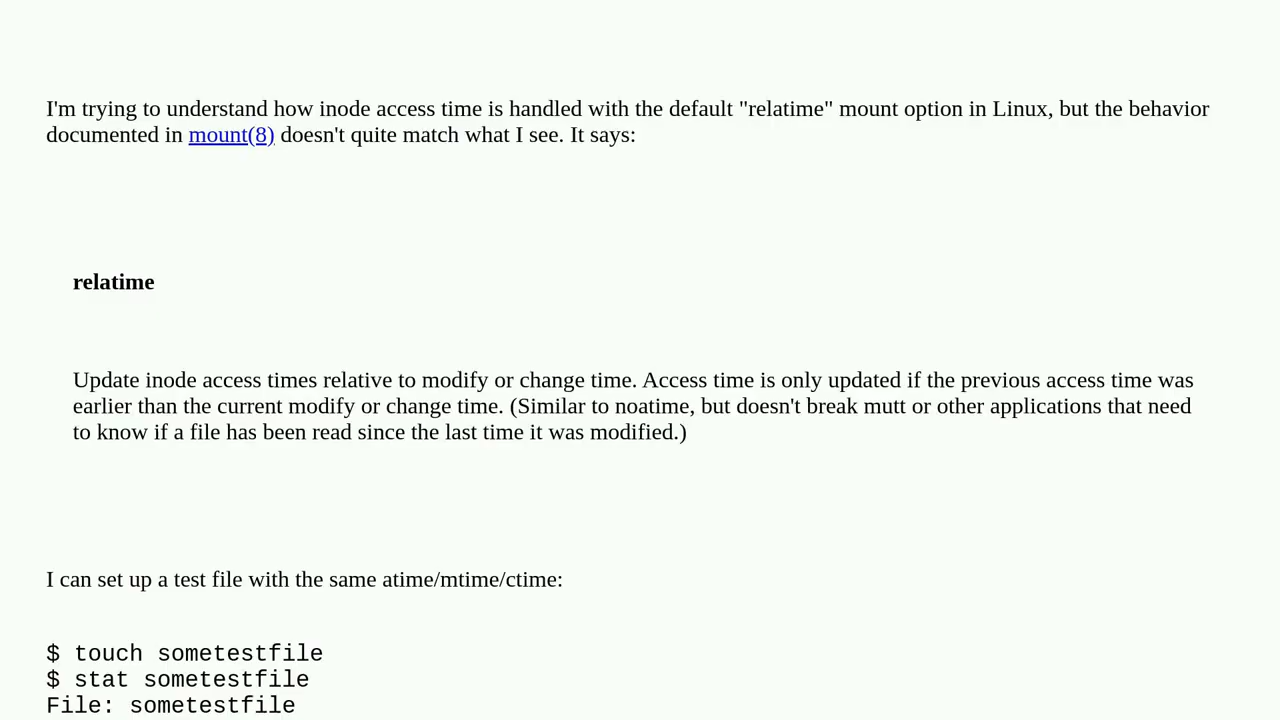 I'm trying to understand how inode access time is handled with the default "relatime" mount option in Linux, but the behavior
documented in mount(8) doesn't quite match what I see. It says:
relatime
Update inode access times relative to modify or change time. Access time is only updated if the previous access time was
earlier than the current modify or change time. (Similar to noatime, but doesn't break mutt or other applications that need
to know if a file has been read since the last time it was modified.)
I can set up a test file with the same atime/mtime/ctime:
$ touch sometestfile
$ stat sometestfile
File: sometestfile